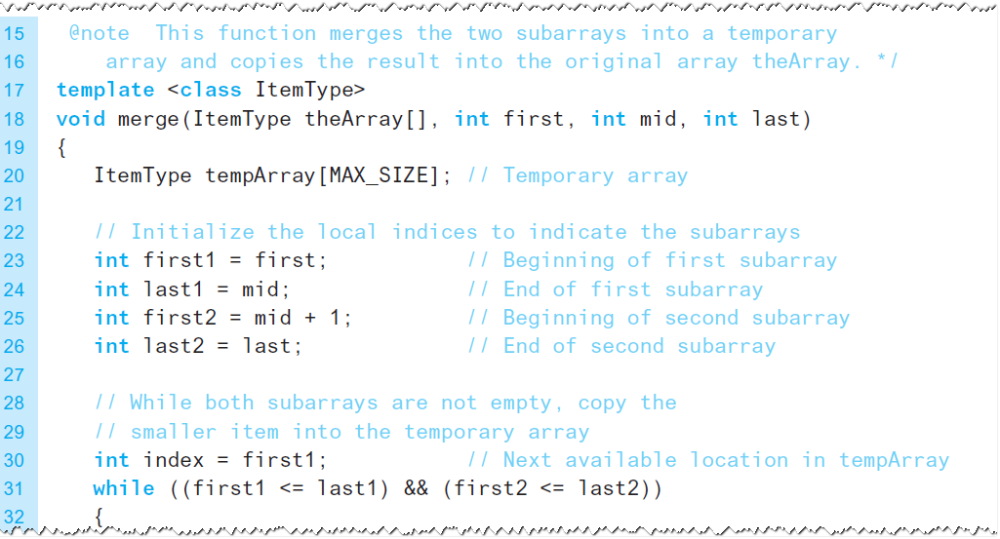 15 @note  This function merges the two subarrays into a temporary
16 array and copies the result into the original array theArray. */
17 template <class ItemType>
18 void merge(ItemType theArray[], int first, int mid, int last)
19 {
20 ItemType tempArray[MAX_SIZE]; // Temporary array
21
22 // Initialize the local indices to indicate the subarrays
23 int first1 = first; // Beginning of first subarray
24 int last1 = mid; // End of first subarray
25 int first2 = mid + 1; // Beginning of second subarray
26 int last2 = last; // End of second subarray
27
28 // While both subarrays are not empty, copy the
29 // smaller item into the temporary array
30 int index = first1; // Next available location in tempArray
31 while ((first1 <= last1) && (first2 <= last2))
32 {